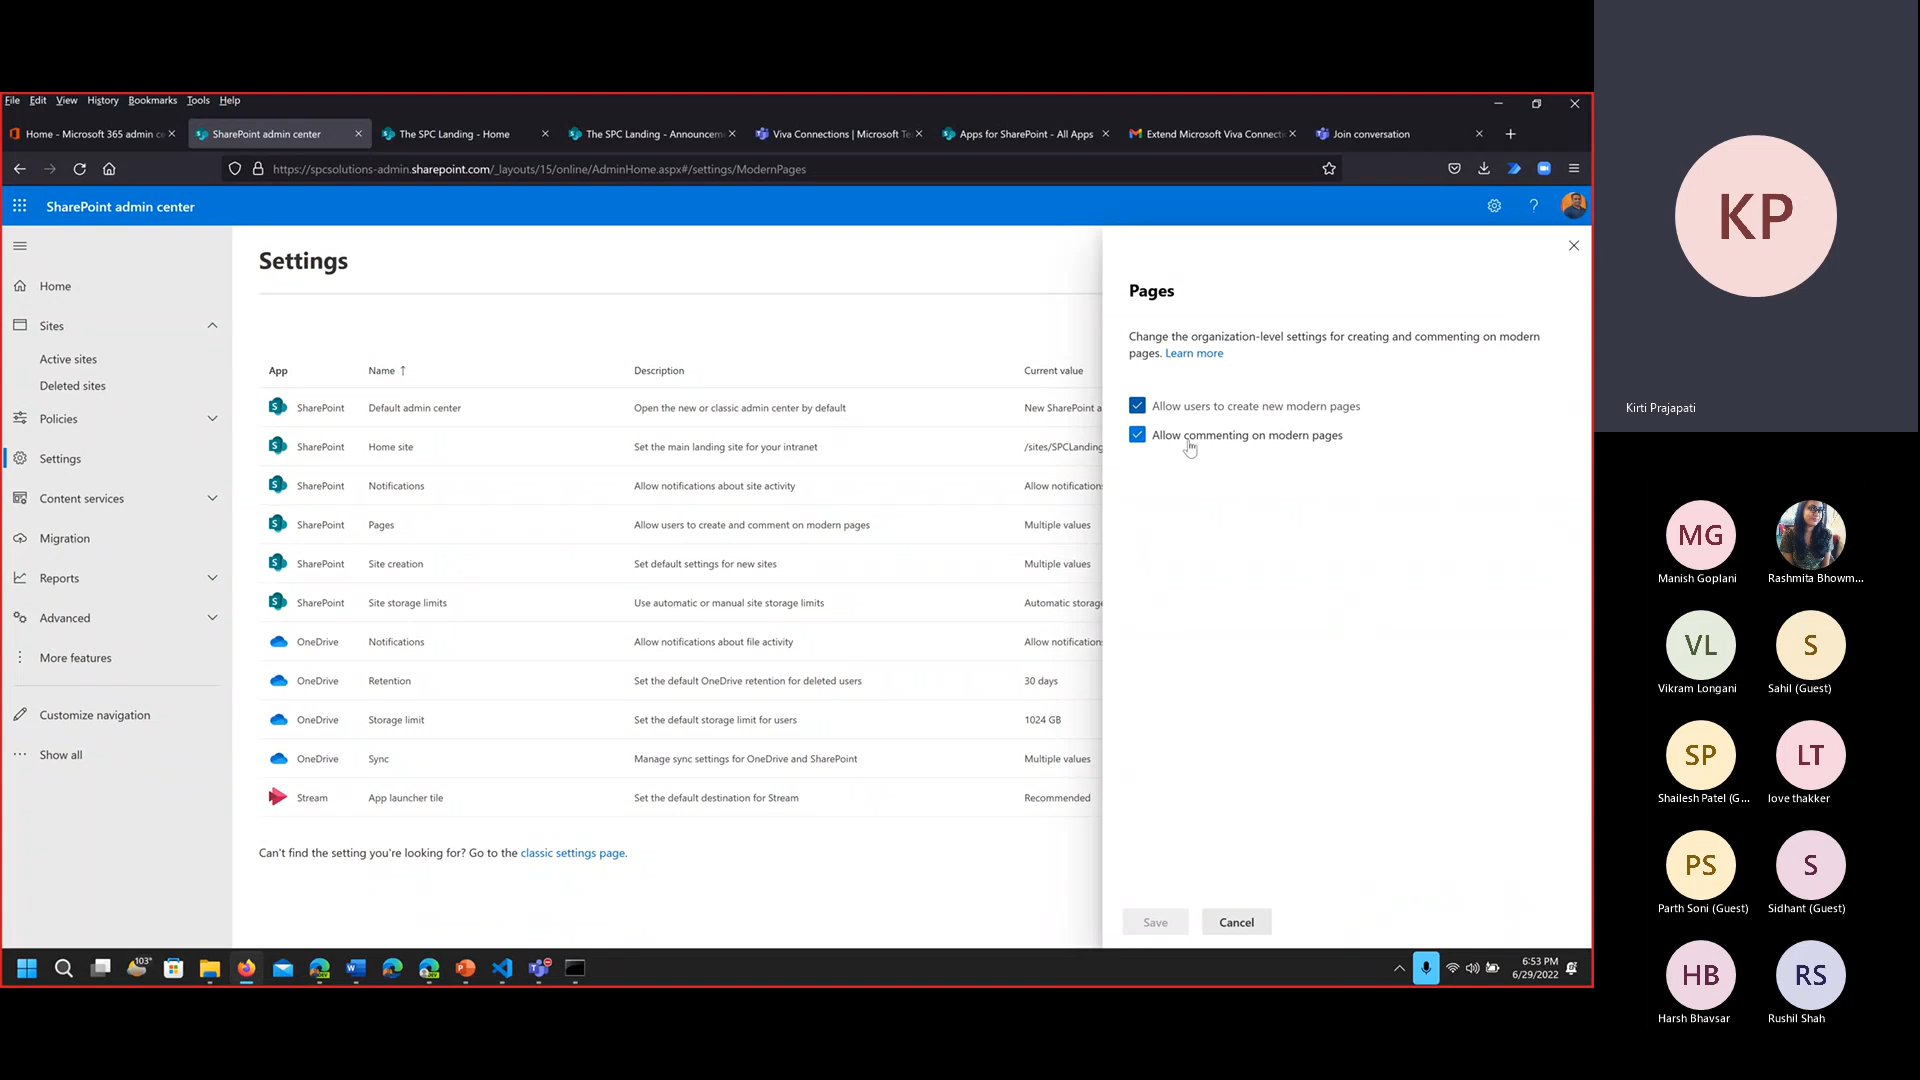 File Edit View History Bookmarks Tools Help
Home - Microsoft 365 admin ce
SharePoint admin center
The SPC Landing - Home
The SPC Landing - Announcem
Viva Connections | Microsoft Te
Apps for SharePoint - All Apps
Extend Microsoft Viva Connecti
Join conversation
https://spcsolutions-admin.sharepoint.com/_layouts/15/online/AdminHome.aspx#/settings/ModernPages
SharePoint admin center
Home
Sites
Active sites
Deleted sites
Policies
Settings
Content services
Migration
Reports
Advanced
More features
Customize navigation
Show all
Settings
App Name ↑ Description Current value
SharePoint Default admin center Open the new or classic admin center by default New SharePoint a
SharePoint Home site Set the main landing site for your intranet /sites/SPCLanding
SharePoint Notifications Allow notifications about site activity Allow notifications
SharePoint Pages Allow users to create and comment on modern pages Multiple values
SharePoint Site creation Set default settings for new sites Multiple values
SharePoint Site storage limits Use automatic or manual site storage limits Automatic storage
OneDrive Notifications Allow notifications about file activity Allow notifications
OneDrive Retention Set the default OneDrive retention for deleted users 30 days
OneDrive Storage limit Set the default storage limit for users 1024 GB
OneDrive Sync Manage sync settings for OneDrive and SharePoint Multiple values
Stream App launcher tile Set the default destination for Stream Recommended
Can't find the setting you're looking for? Go to the classic settings page.
Pages
Change the organization-level settings for creating and commenting on modern
pages. Learn more
Allow users to create new modern pages
Allow commenting on modern pages
Save Cancel
103°
6:53 PM
6/29/2022
KP
Kirti Prajapati
MG
Manish Goplani
Rashmita Bhowm...
VL S
Vikram Longani Sahil (Guest)
SP LT
Shailesh Patel (G... love thakker
PS S
Parth Soni (Guest) Sidhant (Guest)
HB RS
Harsh Bhavsar Rushil Shah